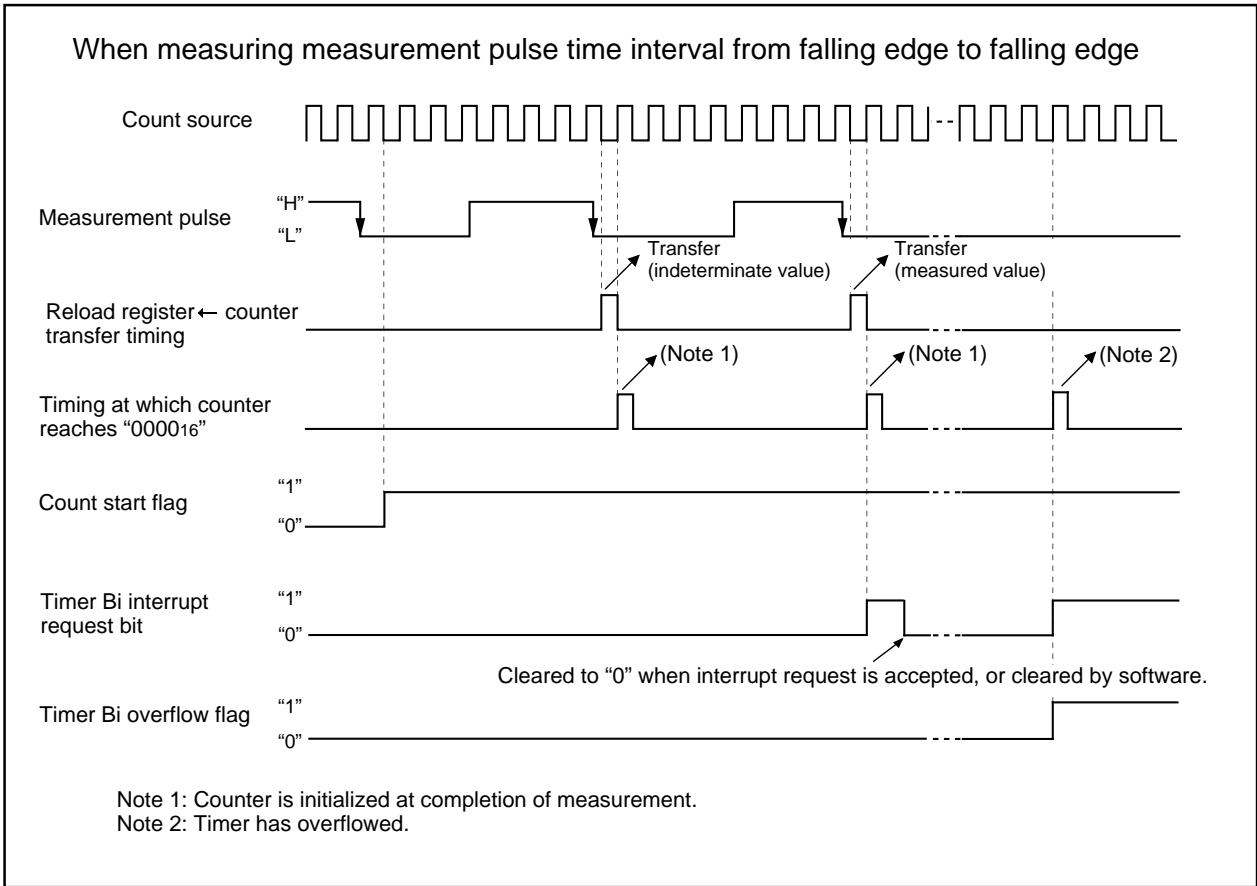 When measuring measurement pulse time interval from falling edge to falling edge
Count source
Measurement pulse
“H”
“L”
Transfer
(indeterminate value)
Transfer
(measured value)
Reload register ← counter
transfer timing
(Note 1)
(Note 1)
(Note 2)
Timing at which counter
reaches “000016”
Count start flag
“1”
“0”
Timer Bi interrupt
request bit
“1”
“0”
Cleared to “0” when interrupt request is accepted, or cleared by software.
Timer Bi overflow flag
“1”
“0”
Note 1: Counter is initialized at completion of measurement.
Note 2: Timer has overflowed.